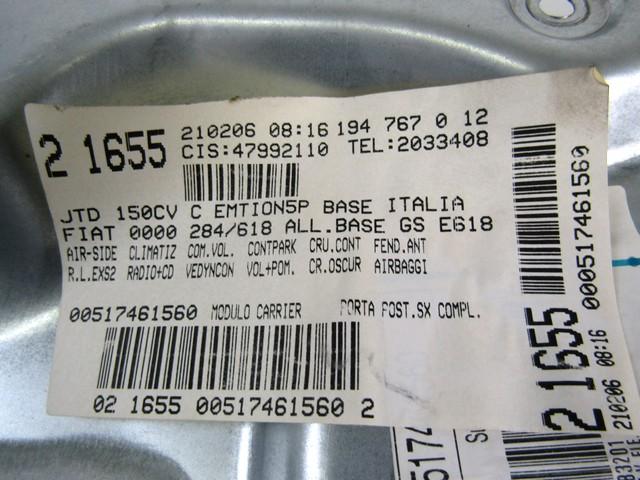 2 1655 210206 08:16 194 767 0 12
CIS:47992110 TEL:2033408
JTD 150CV C EMTION5P BASE ITALIA
FIAT 0000 284/618 ALL.BASE GS E618
AIR-SIDE CLIMATIZ COM.VOL. CONTPARK CRU.CONT FEND.ANT
R.L.EXS2 RADIO+CD VEDYNCON VOL+POM. CR.OSCUR AIRBAGGI
00517461560 MODULO CARRIER PORTA POST.SX COMPL.
02 1655 00517461560 2
2 1655 210206 08:16
000517461560
5174
83201